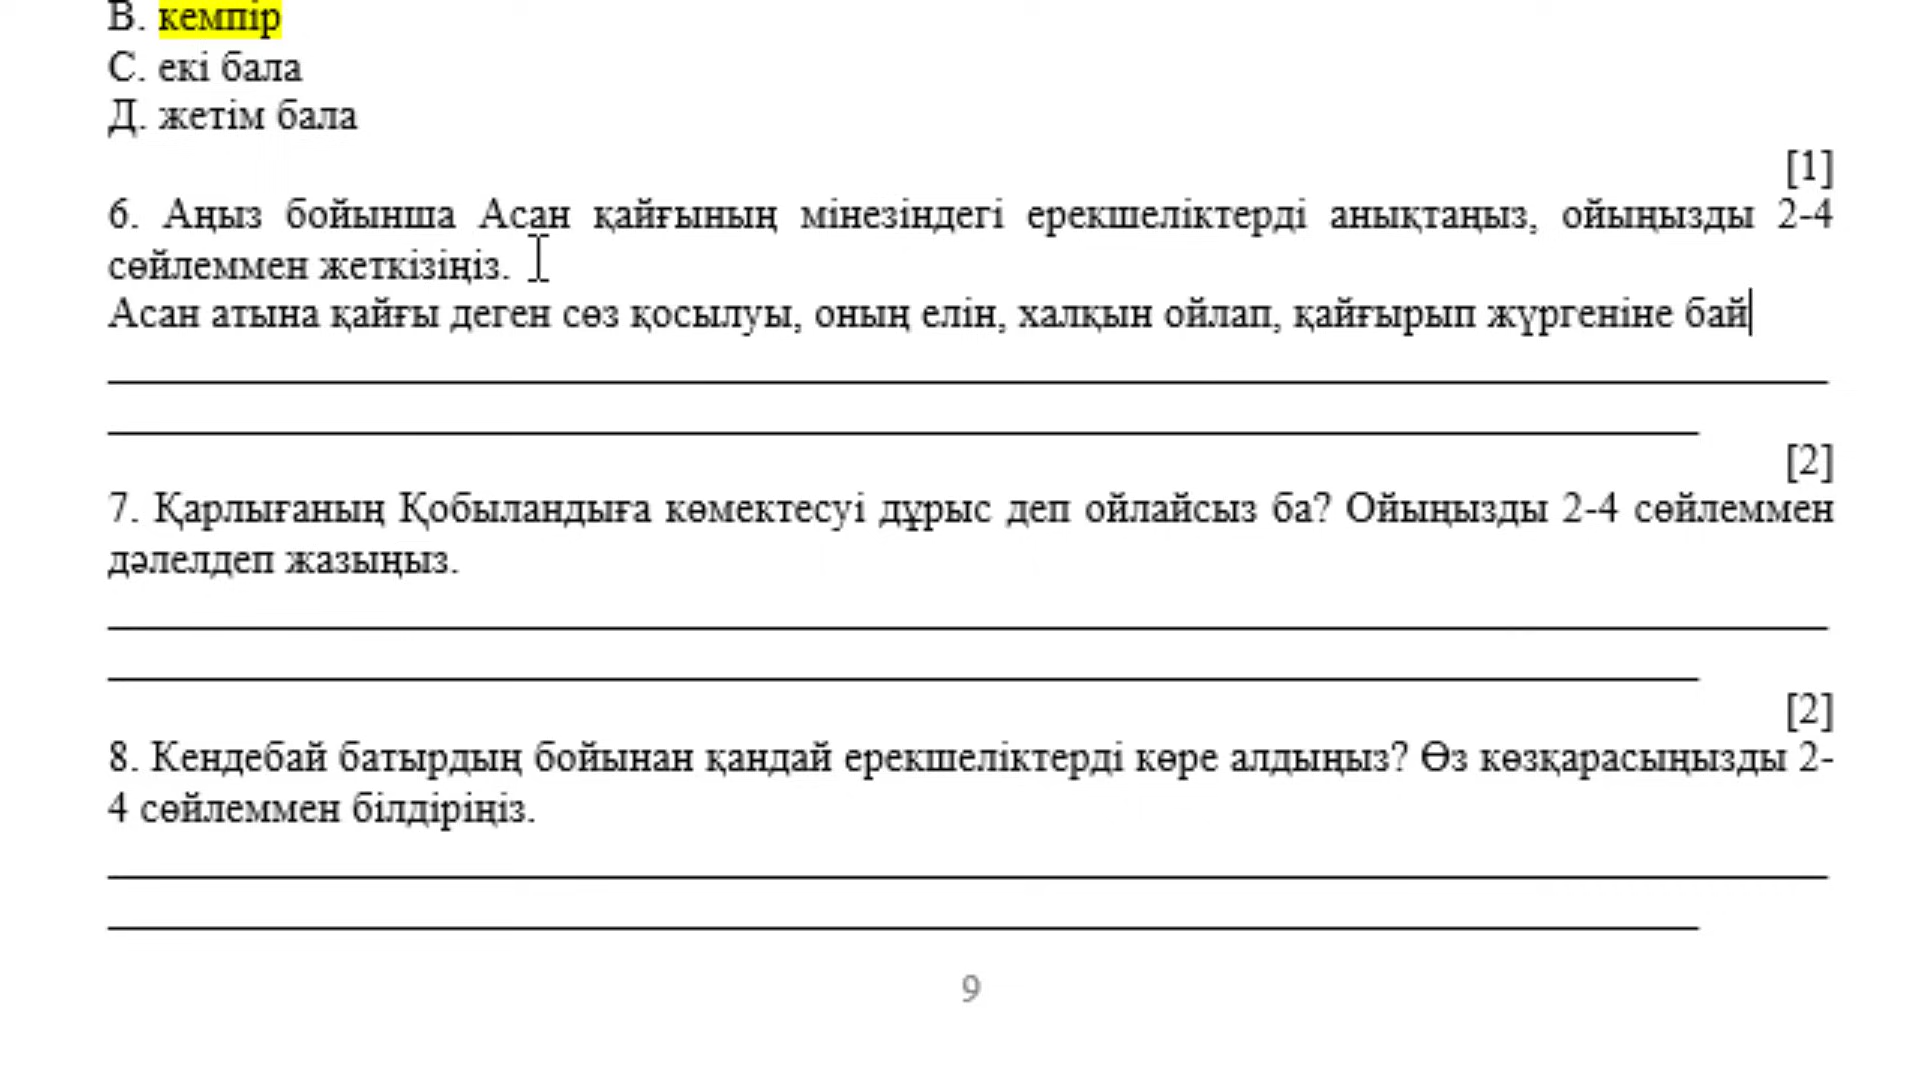 В. кемпір
С. екі бала
Д. жетім бала
[1]
6. Аңыз бойынша Асан қайғының мінезіндегі ерекшеліктерді анықтаңыз, ойыңызды 2-4
сөйлеммен жеткізіңіз.
Асан атына қайғы деген сөз қосылуы, оның елін, халқын ойлап, қайғырып жүргеніне бай
[2]
7. Қарлығаның Қобыландыға көмектесуі дұрыс деп ойлайсыз ба? Ойыңызды 2-4 сөйлеммен
дәлелдеп жазыңыз.
[2]
8. Кендебай батырдың бойынан қандай ерекшеліктерді көре алдыңыз? Өз көзқарасыңызды 2-
4 сөйлеммен білдіріңіз.
9